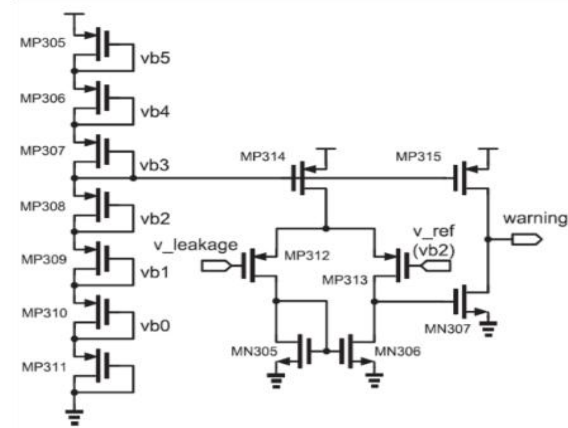 MP305
vb5
MP306
vb4
MP307
vb3
MP314
MP315
MP308
vb2
v_leakage
v_ref
(vb2)
warning
MP309
vb1
MP312
MP313
MP310
vb0
MN307
MP311
MN305
MN306